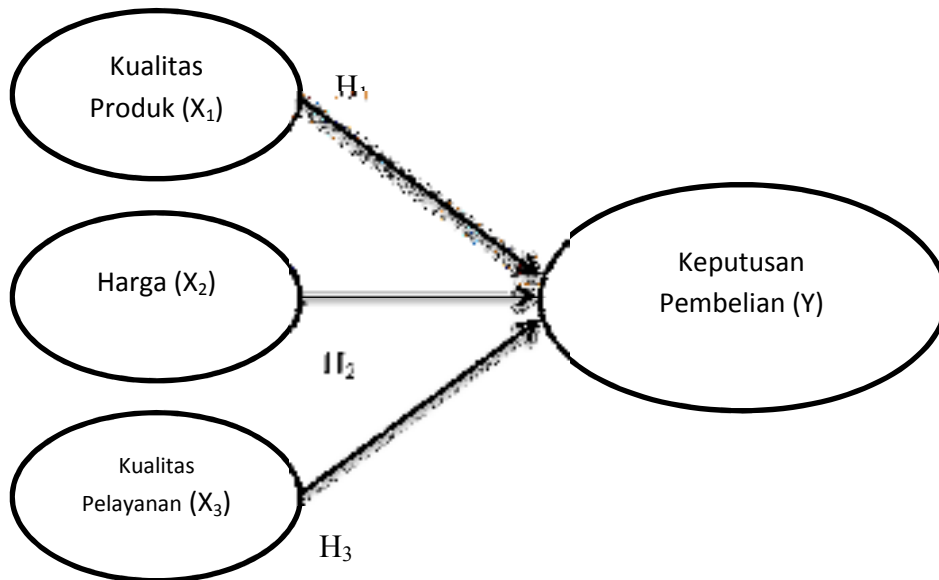 Kualitas
Produk (X₁)
H₁
Harga (X₂)
Keputusan
Pembelian (Y)
H₂
Kualitas
Pelayanan (X₃)
H₃